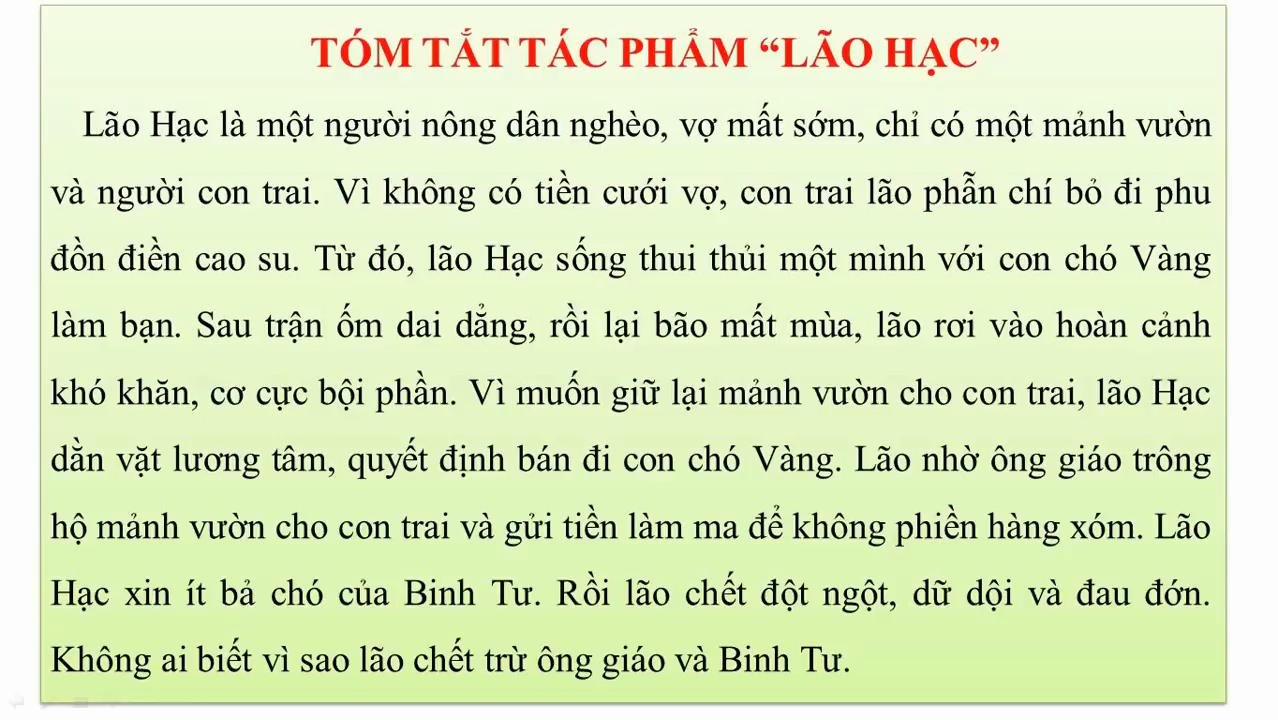 TÓM TẮT TÁC PHẨM “LÃO HẠC”
Lão Hạc là một người nông dân nghèo, vợ mất sớm, chỉ có một mảnh vườn
và người con trai. Vì không có tiền cưới vợ, con trai lão phẫn chí bỏ đi phu
đồn điền cao su. Từ đó, lão Hạc sống thui thủi một mình với con chó Vàng
làm bạn. Sau trận ốm dai dẳng, rồi lại bão mất mùa, lão rơi vào hoàn cảnh
khó khăn, cơ cực bội phần. Vì muốn giữ lại mảnh vườn cho con trai, lão Hạc
dằn vặt lương tâm, quyết định bán đi con chó Vàng. Lão nhờ ông giáo trông
hộ mảnh vườn cho con trai và gửi tiền làm ma để không phiền hàng xóm. Lão
Hạc xin ít bả chó của Binh Tư. Rồi lão chết đột ngột, dữ dội và đau đớn.
Không ai biết vì sao lão chết trừ ông giáo và Binh Tư.